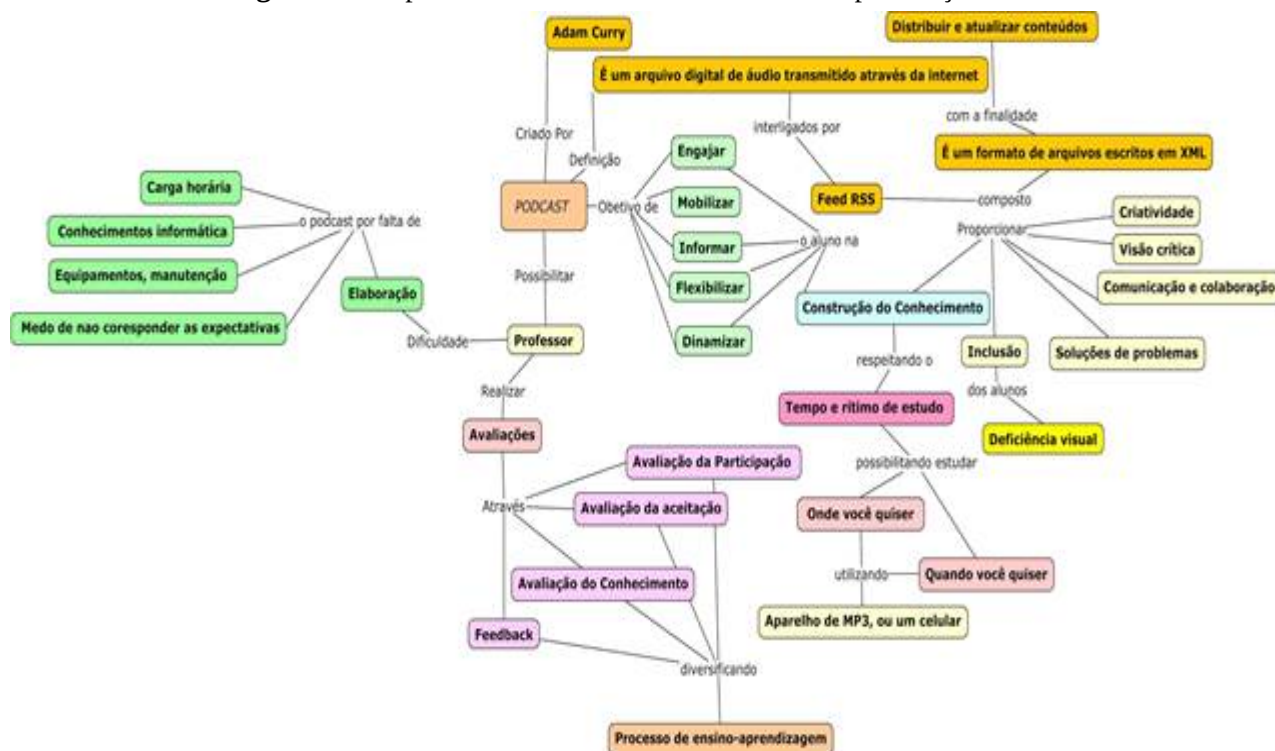 Adam Curry
Distribuir e atualizar conteúdos
É um arquivo digital de áudio transmitido através da internet
com a finalidade
Criado Por
interligados por
Definição
Engajar
É um formato de arquivos escritos em XML
Carga horária
PODCAST
Obetivo de
Mobilizar
Feed RSS
composto
Criatividade
o podcast por falta de
Conhecimentos informática
Informar
o aluno na
Proporcionar
Visão crítica
Equipamentos, manutenção
Possibilitar
Flexibilizar
Comunicação e colaboração
Elaboração
Construção do Conhecimento
Medo de nao coresponder as expectativas
Dificuldade
Professor
Dinamizar
Inclusão
Soluções de problemas
respeitando o
Realizar
dos alunos
Tempo e rítimo de estudo
Avaliações
Deficiência visual
Avaliação da Participação
possibilitando estudar
Através
Avaliação da aceitação
Onde você quiser
Avaliação do Conhecimento
utilizando
Quando você quiser
Aparelho de MP3, ou um celular
Feedback
diversificando
Processo de ensino-aprendizagem